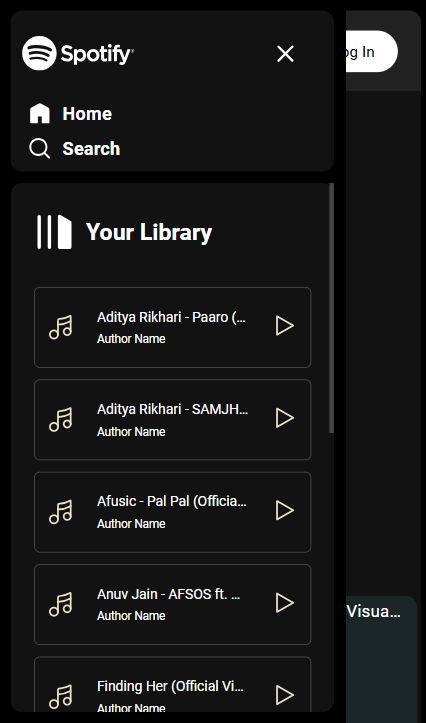 Spotify®
Log In
Home
Search
Your Library
Aditya Rikhari - Paaro (...
Author Name
Aditya Rikhari - SAMJH...
Author Name
Afusic - Pal Pal (Officia...
Author Name
Anuv Jain - AFSOS ft. ...
Author Name
Visua...
Finding Her (Official Vi...
Author Name